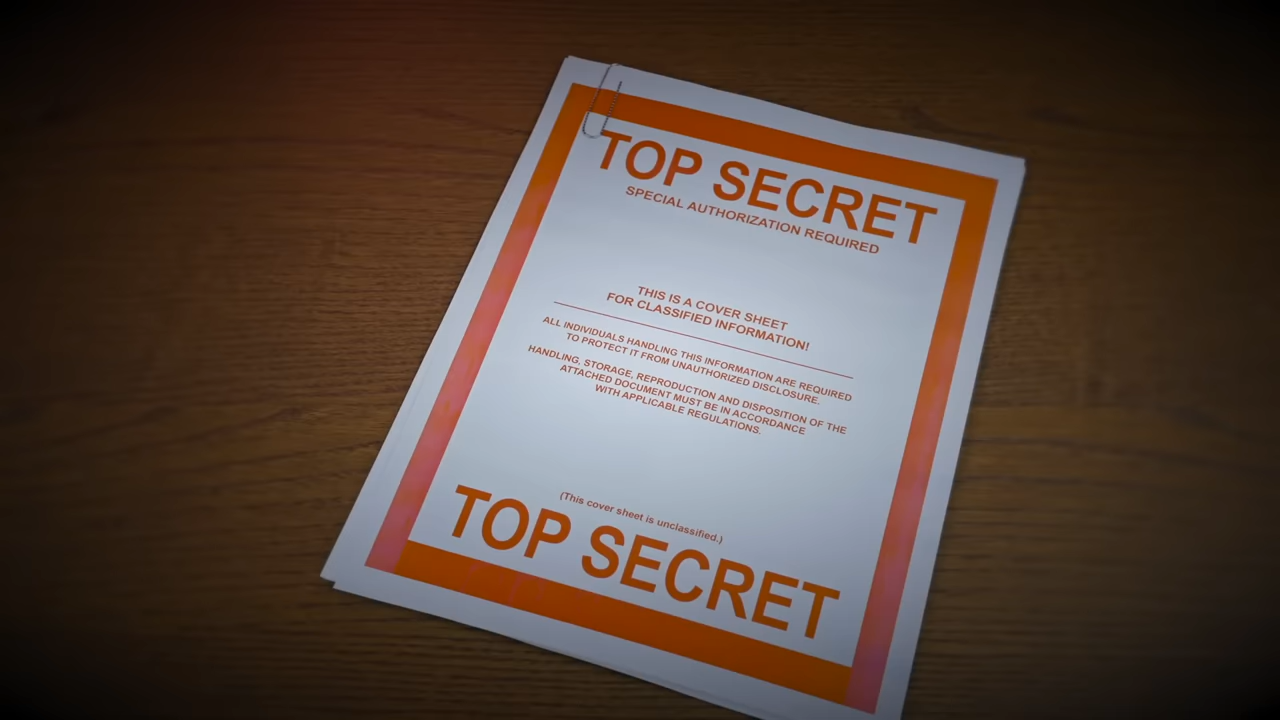 TOP SECRET
SPECIAL AUTHORIZATION REQUIRED
THIS IS A COVER SHEET
FOR CLASSIFIED INFORMATION!
ALL INDIVIDUALS HANDLING THIS INFORMATION ARE REQUIRED
TO PROTECT IT FROM UNAUTHORIZED DISCLOSURE.
HANDLING, STORAGE, REPRODUCTION AND DISPOSITION OF THE
ATTACHED DOCUMENT MUST BE IN ACCORDANCE
WITH APPLICABLE REGULATIONS.
(This cover sheet is unclassified.)
TOP SECRET